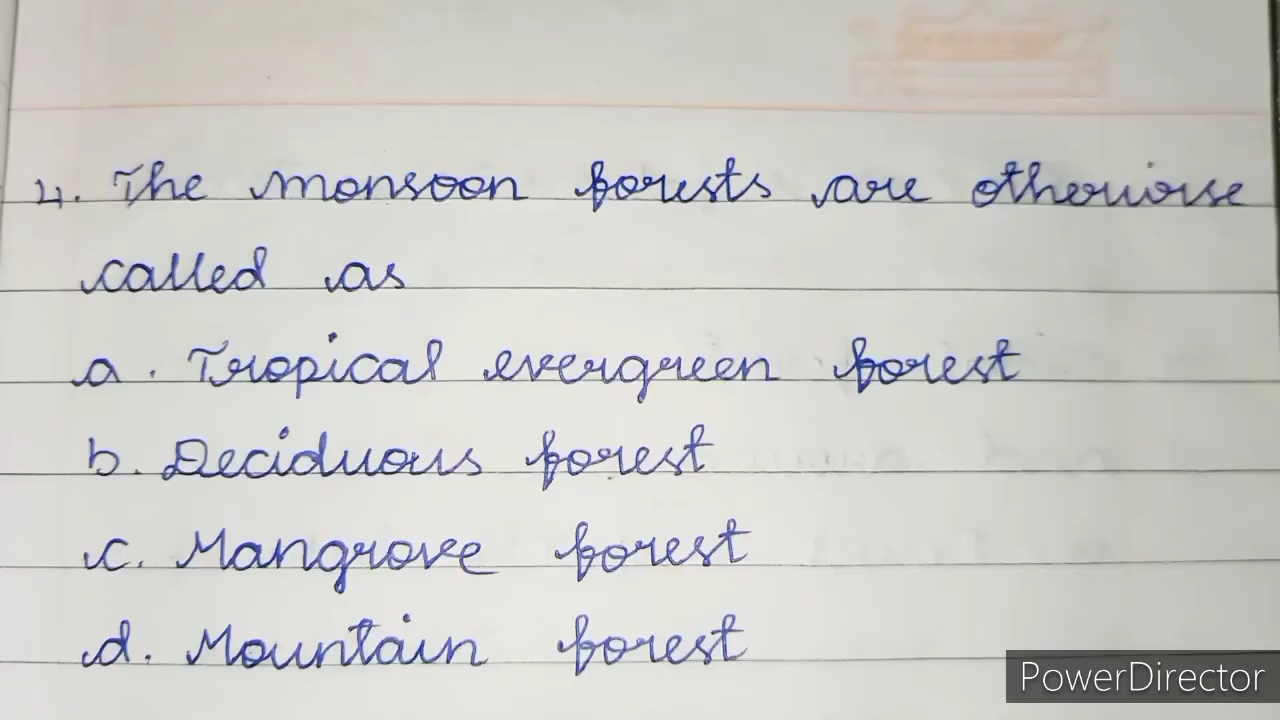 4. The monsoon forests are otherwise
called as
a. Tropical evergreen forest
b. Deciduous forest
c. Mangrove forest
d. Mountain forest
PowerDirector